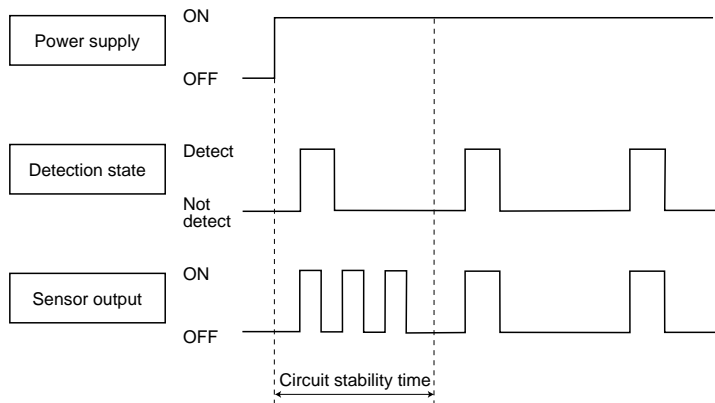 Power supply
ON
OFF
Detection state
Detect
Not
detect
Sensor output
ON
OFF
Circuit stability time